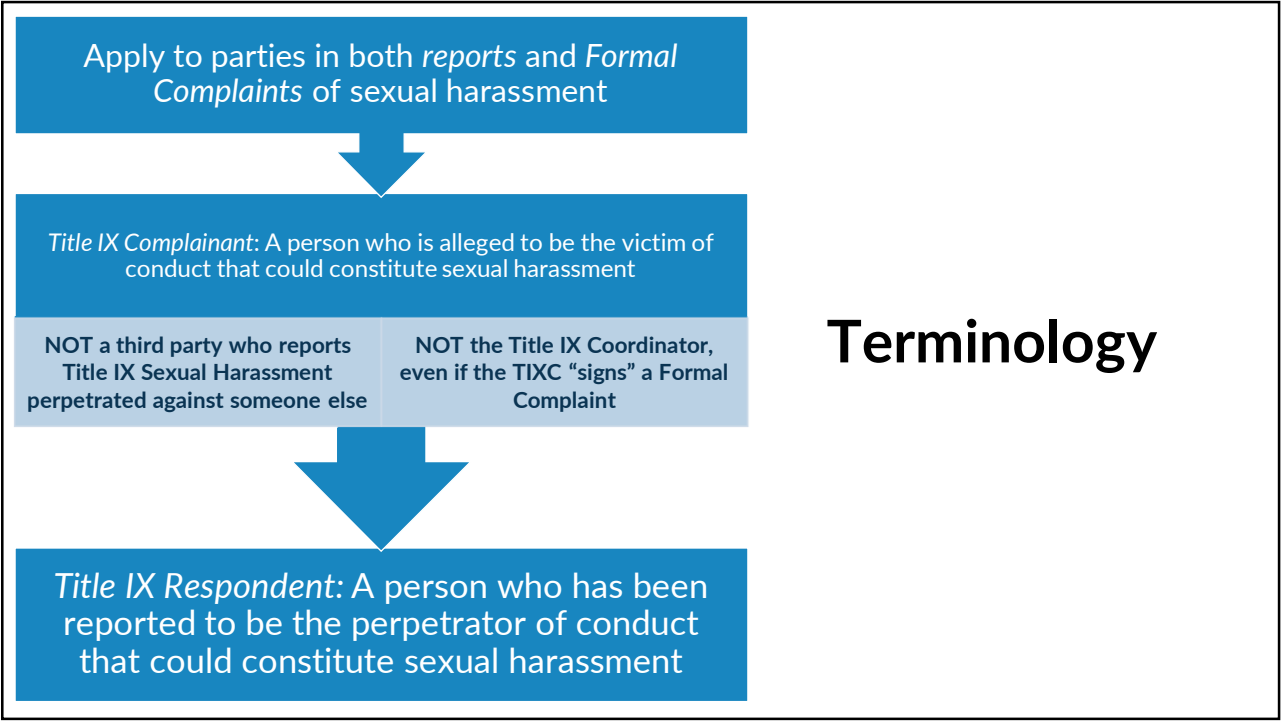 Apply to parties in both reports and Formal
Complaints of sexual harassment
Title IX Complainant: A person who is alleged to be the victim of
conduct that could constitute sexual harassment
NOT a third party who reports
Title IX Sexual Harassment
perpetrated against someone else
NOT the Title IX Coordinator,
even if the TIXC “signs” a Formal
Complaint
Title IX Respondent: A person who has been
reported to be the perpetrator of conduct
that could constitute sexual harassment
Terminology